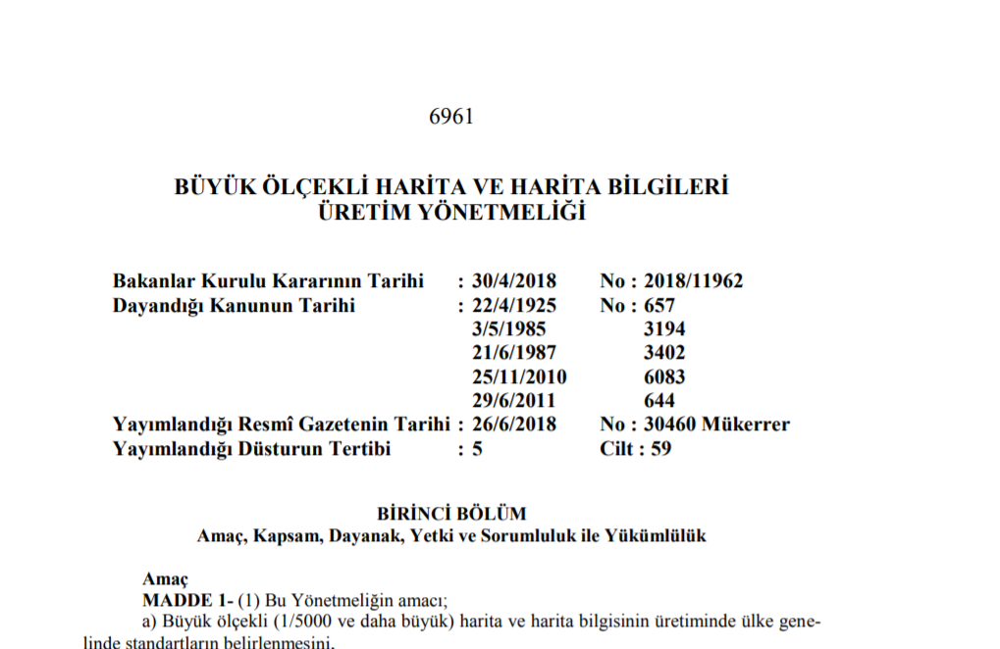 6961
BÜYÜK ÖLÇEKLİ HARİTA VE HARİTA BİLGİLERİ
ÜRETİM YÖNETMELİĞİ
Bakanlar Kurulu Kararının Tarihi : 30/4/2018 No : 2018/11962
Dayandığı Kanunun Tarihi : 22/4/1925 No : 657
3/5/1985 3194
21/6/1987 3402
25/11/2010 6083
29/6/2011 644
Yayımlandığı Resmî Gazetenin Tarihi : 26/6/2018 No : 30460 Mükerrer
Yayımlandığı Düsturun Tertibi : 5 Cilt : 59
BİRİNCİ BÖLÜM
Amaç, Kapsam, Dayanak, Yetki ve Sorumluluk ile Yükümlülük
Amaç
MADDE 1- (1) Bu Yönetmeliğin amacı;
a) Büyük ölçekli (1/5000 ve daha büyük) harita ve harita bilgisinin üretiminde ülke gene-
linde standartların belirlenmesini,